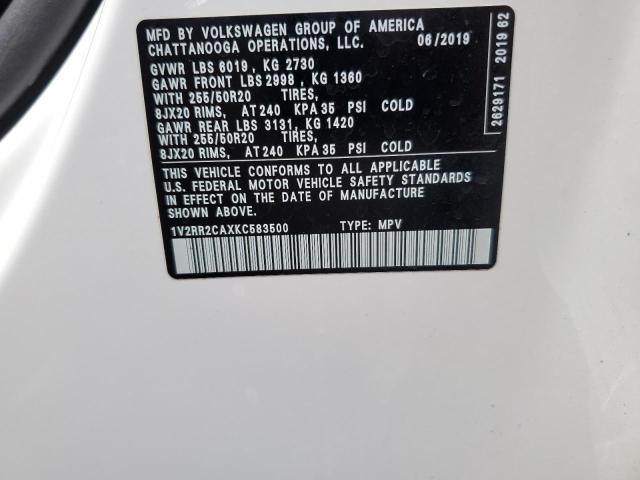 MFD BY VOLKSWAGEN GROUP OF AMERICA
CHATTANOOGA OPERATIONS, LLC. 06/2019
GVWR LBS 6019, KG 2730
GAWR FRONT LBS 2998, KG 1360
WITH 255/50R20 TIRES,
8JX20 RIMS, AT 240 KPA 35 PSI COLD
GAWR REAR LBS 3131, KG 1420
WITH 255/50R20 TIRES,
8JX20 RIMS, AT 240 KPA 35 PSI COLD
THIS VEHICLE CONFORMS TO ALL APPLICABLE
U.S. FEDERAL MOTOR VEHICLE SAFETY STANDARDS
IN EFFECT ON THE DATE OF MANUFACTURE
SHOWN ABOVE.
1V2RR2CAXKC583500 TYPE: MPV
2629171 2019 62